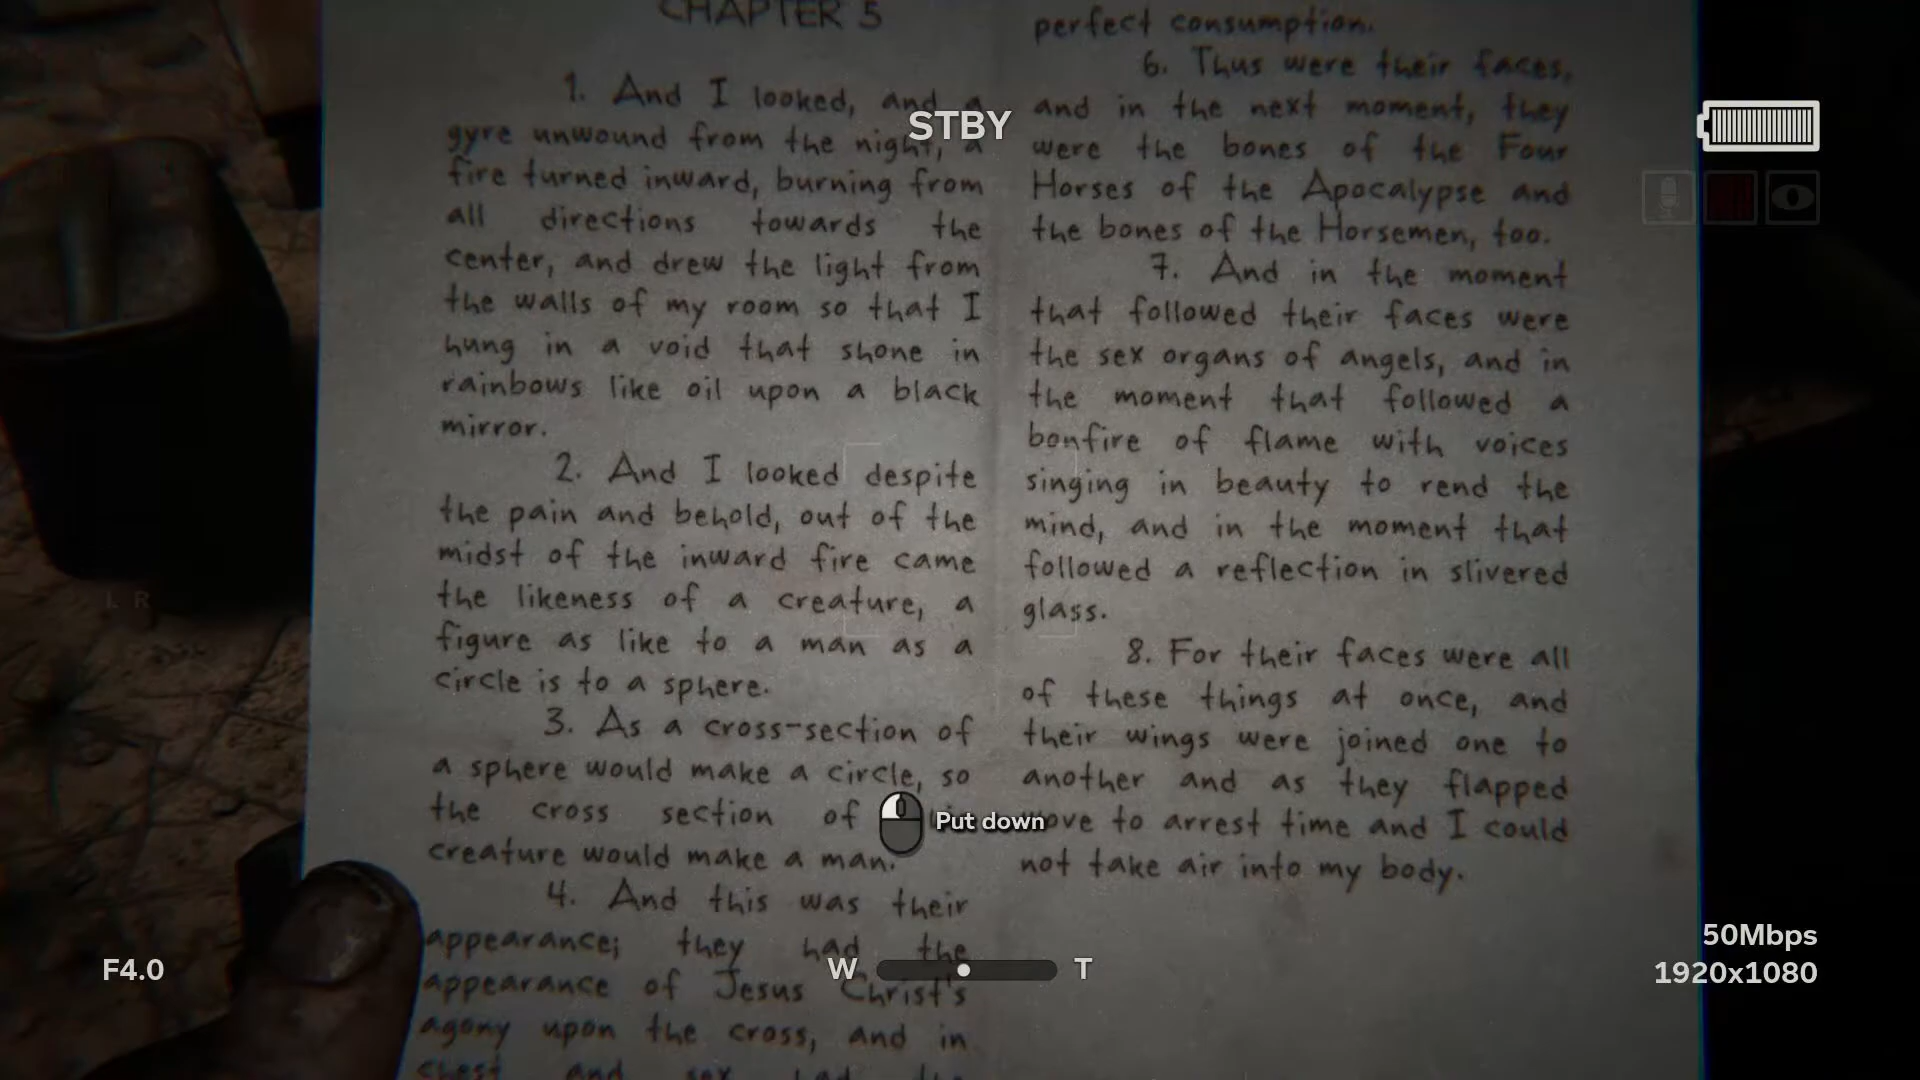 CHAPTER 5
1. And I looked, and a
gyre unwound from the night, a
fire turned inward, burning from
all directions towards the
center, and drew the light from
the walls of my room so that I
hung in a void that shone in
rainbows like oil upon a black
mirror.
2. And I looked despite
the pain and behold, out of the
midst of the inward fire came
the likeness of a creature, a
figure as like to a man as a
circle is to a sphere.
3. As a cross-section of
a sphere would make a circle, so
the cross section of
creature would make a man.
4. And this was their
appearance; they had the
appearance of Jesus Christ's
agony upon the cross, and in
chest and sex had the
perfect consumption.
6. Thus were their faces,
and in the next moment, they
were the bones of the Four
Horses of the Apocalypse and
the bones of the Horsemen, too.
7. And in the moment
that followed their faces were
the sex organs of angels, and in
the moment that followed a
bonfire of flame with voices
singing in beauty to rend the
mind, and in the moment that
followed a reflection in slivered
glass.
8. For their faces were all
of these things at once, and
their wings were joined one to
another and as they flapped
move to arrest time and I could
not take air into my body.
STBY
Put down
L R
F4.0
W T
50Mbps
1920x1080